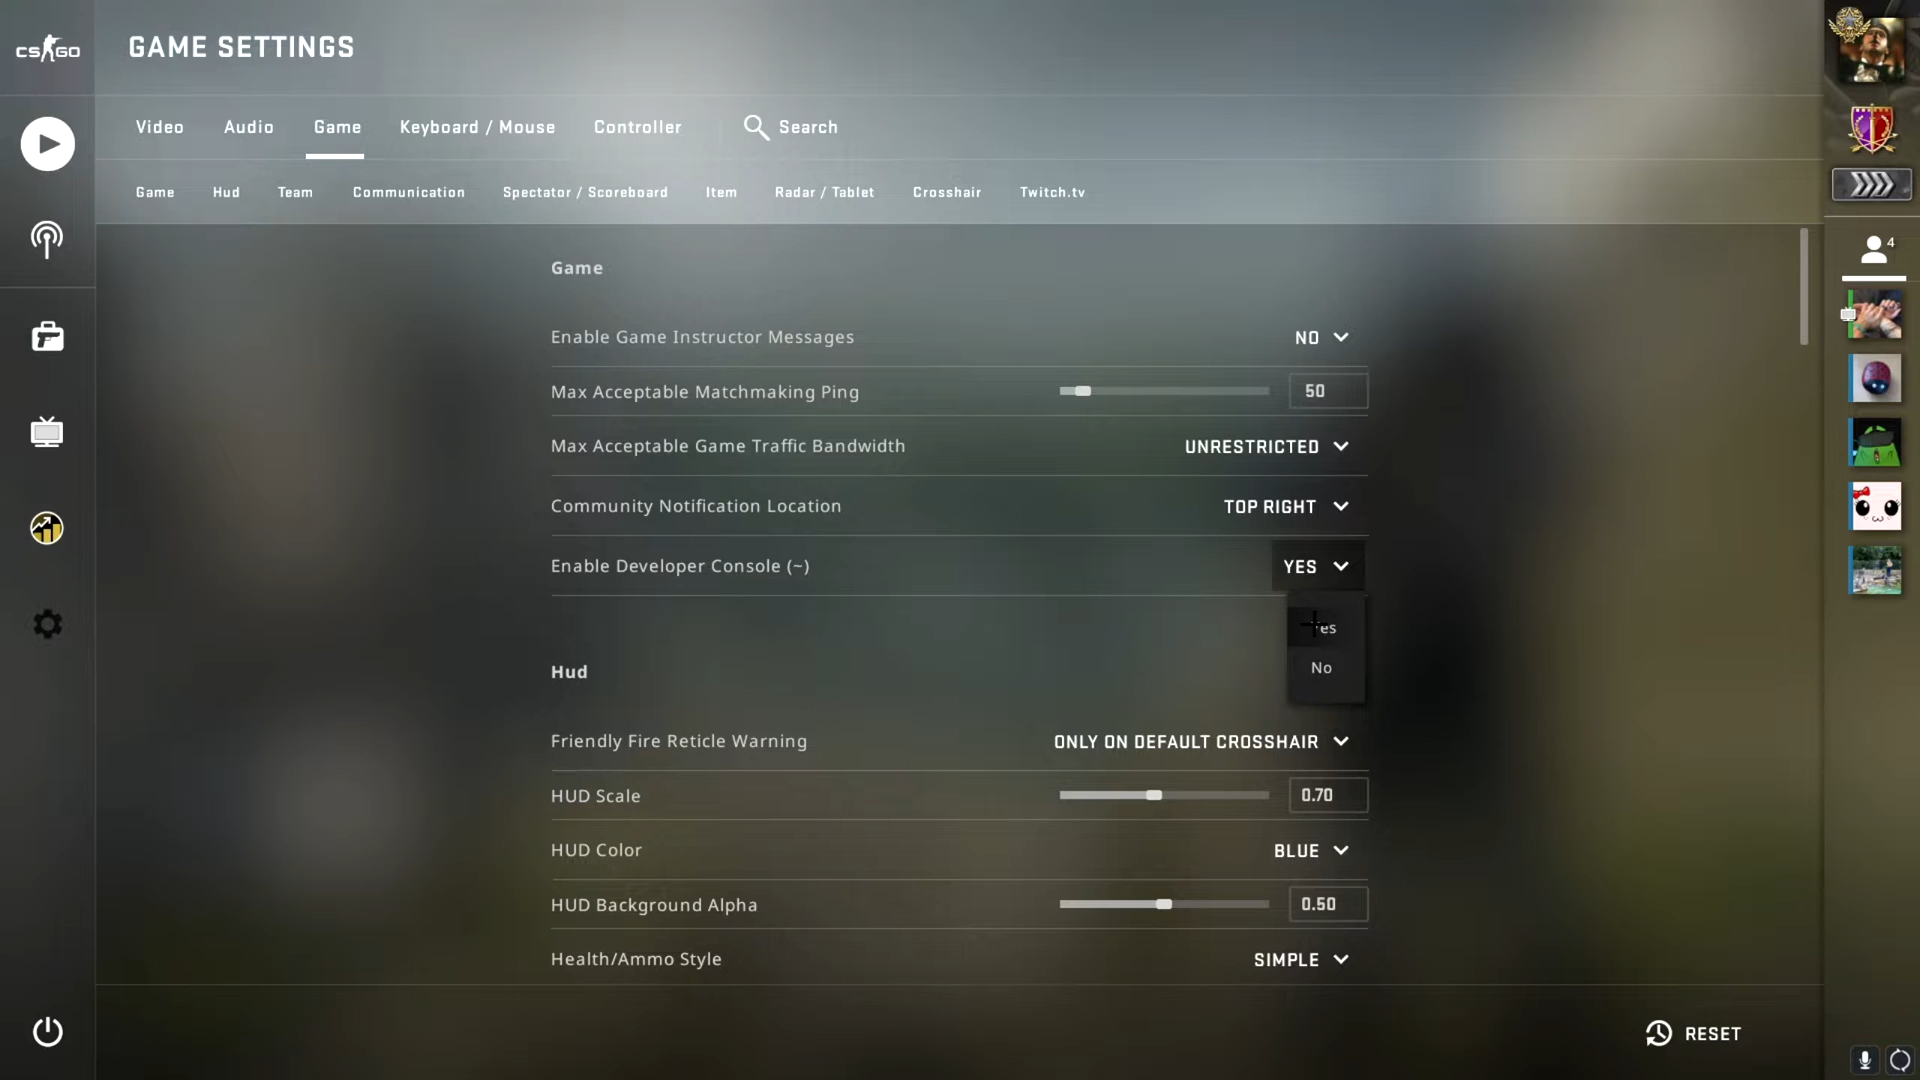 CS GO
GAME SETTINGS
Video Audio Game Keyboard / Mouse Controller Search
Game Hud Team Communication Spectator / Scoreboard Item Radar / Tablet Crosshair Twitch.tv
4
Game
Enable Game Instructor Messages NO
Max Acceptable Matchmaking Ping 50
Max Acceptable Game Traffic Bandwidth UNRESTRICTED
Community Notification Location TOP RIGHT
Enable Developer Console (~) YES
Yes
No
Hud
Friendly Fire Reticle Warning ONLY ON DEFAULT CROSSHAIR
HUD Scale 0.70
HUD Color BLUE
HUD Background Alpha 0.50
Health/Ammo Style SIMPLE
RESET